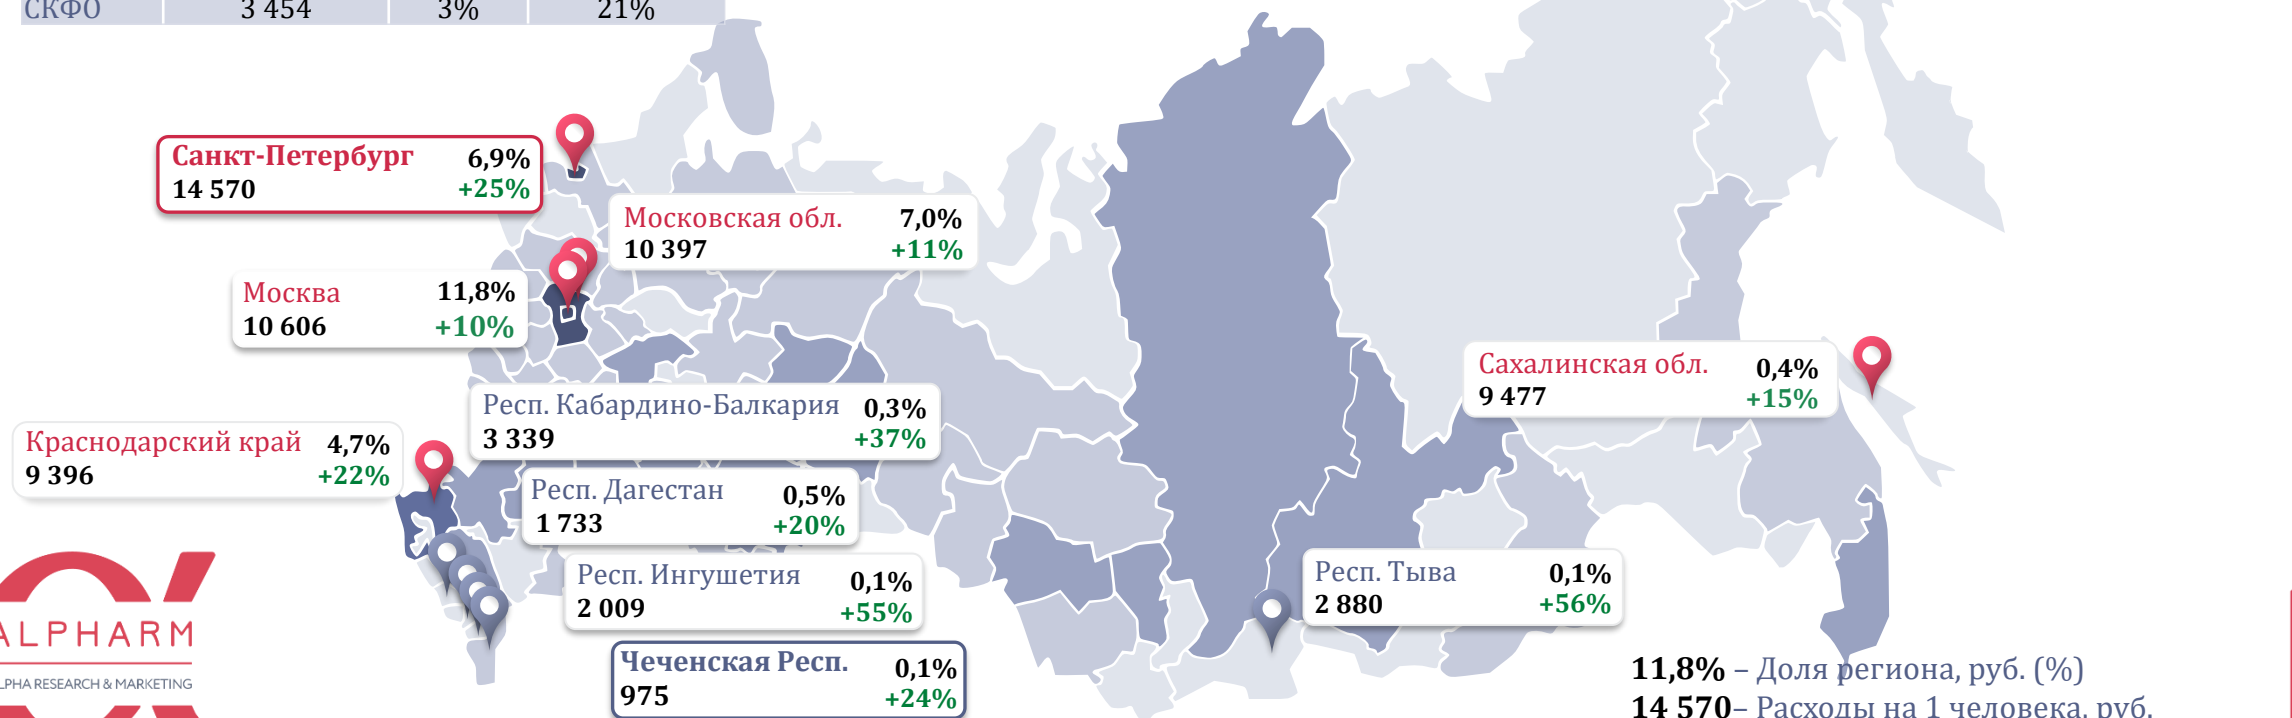 СКФО 3 454 3% 21%
Санкт-Петербург 6,9%
14 570 +25%
Московская обл. 7,0%
10 397 +11%
Москва 11,8%
10 606 +10%
Сахалинская обл. 0,4%
9 477 +15%
Респ. Кабардино-Балкария 0,3%
3 339 +37%
Краснодарский край 4,7%
9 396 +22%
Респ. Дагестан 0,5%
1 733 +20%
Респ. Ингушетия 0,1%
2 009 +55%
Респ. Тыва 0,1%
2 880 +56%
Чеченская Респ. 0,1%
975 +24%
ALPHARM
LPHA RESEARCH & MARKETING
11,8% – Доля региона, руб. (%)
14 570– Расходы на 1 человека, руб.